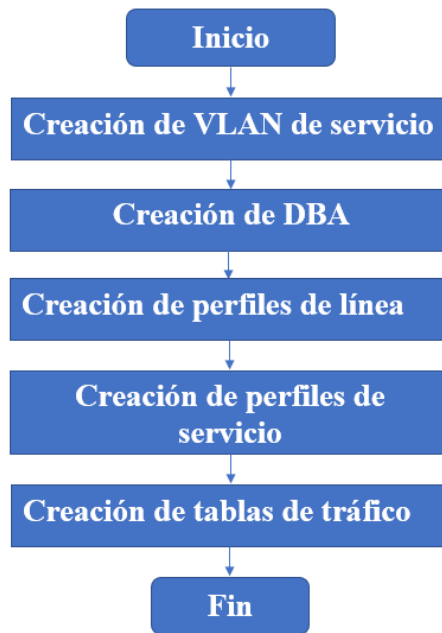 Inicio
Creación de VLAN de servicio
Creación de DBA
Creación de perfiles de línea
Creación de perfiles de
servicio
Creación de tablas de tráfico
Fin